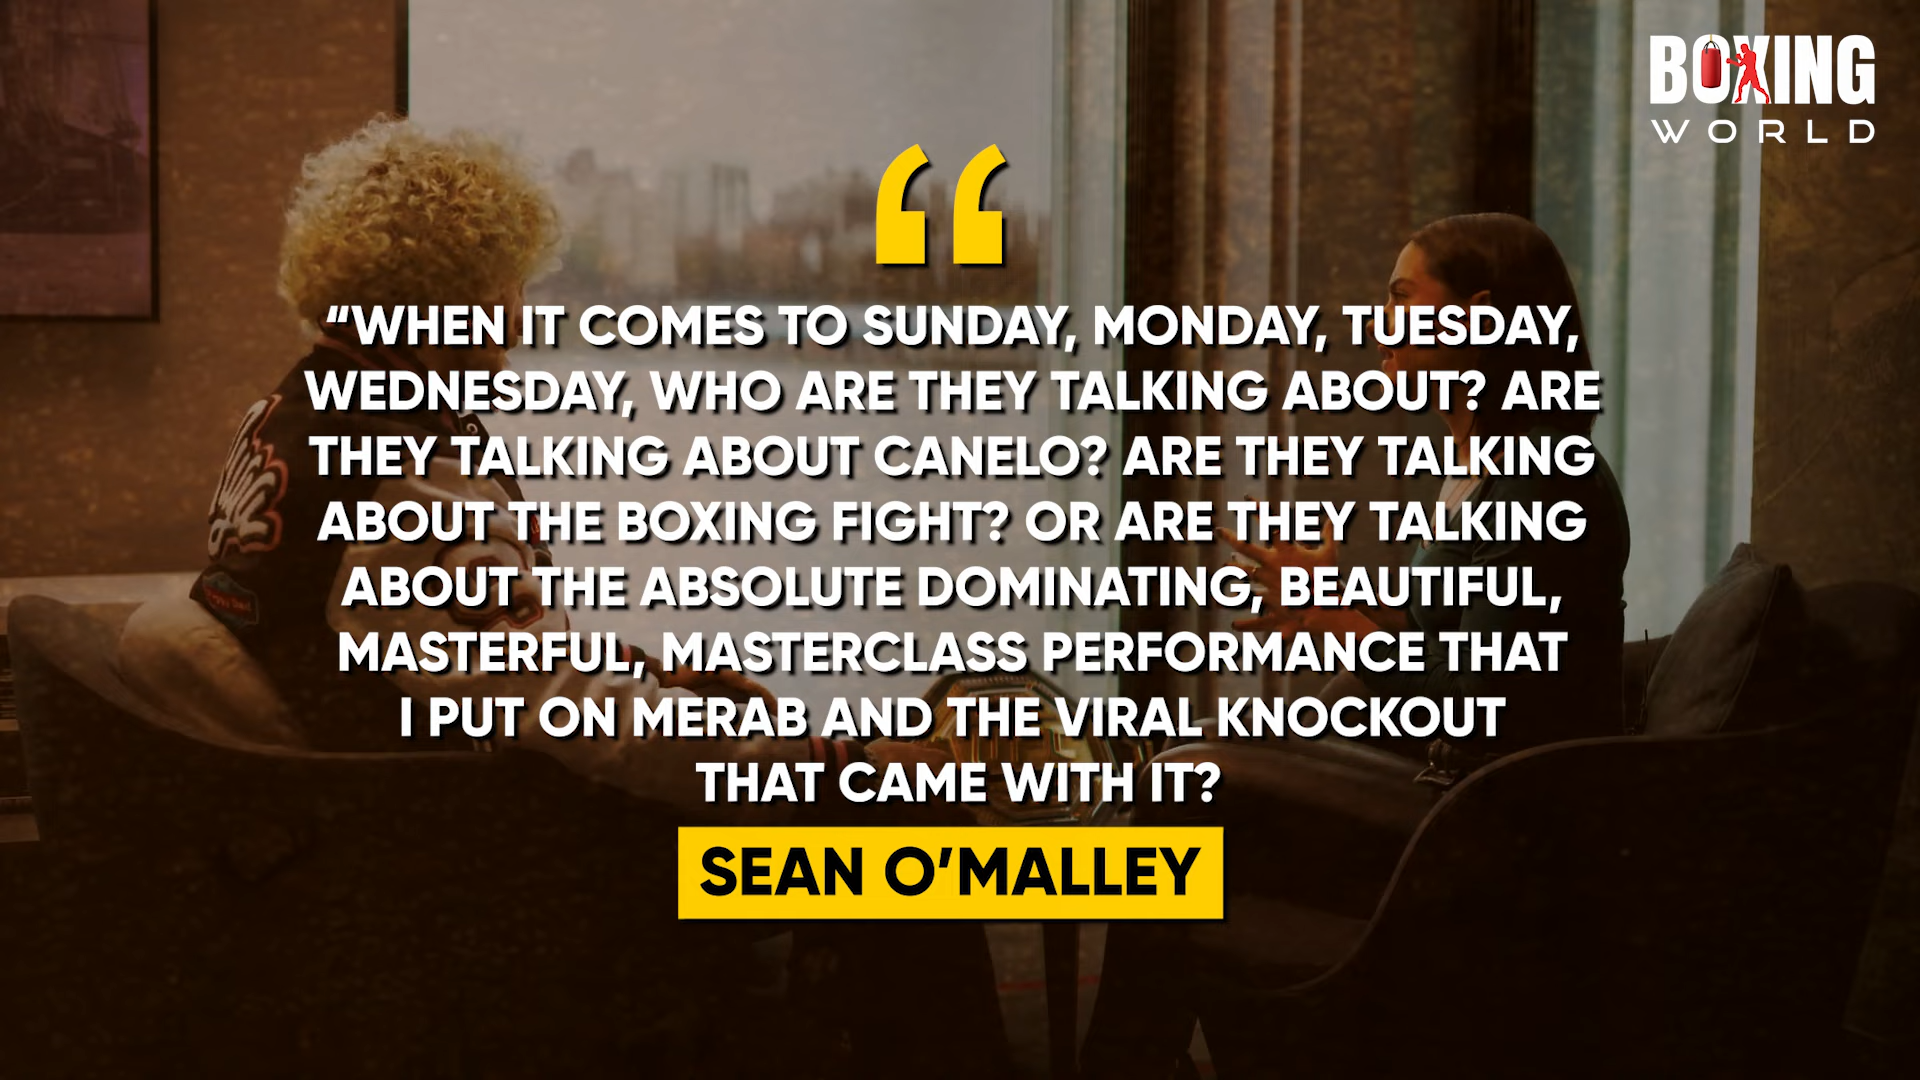 BOXING
WORLD
“WHEN IT COMES TO SUNDAY, MONDAY, TUESDAY,
WEDNESDAY, WHO ARE THEY TALKING ABOUT? ARE
THEY TALKING ABOUT CANELO? ARE THEY TALKING
ABOUT THE BOXING FIGHT? OR ARE THEY TALKING
ABOUT THE ABSOLUTE DOMINATING, BEAUTIFUL,
MASTERFUL, MASTERCLASS PERFORMANCE THAT
I PUT ON MERAB AND THE VIRAL KNOCKOUT
THAT CAME WITH IT?
SEAN O’MALLEY